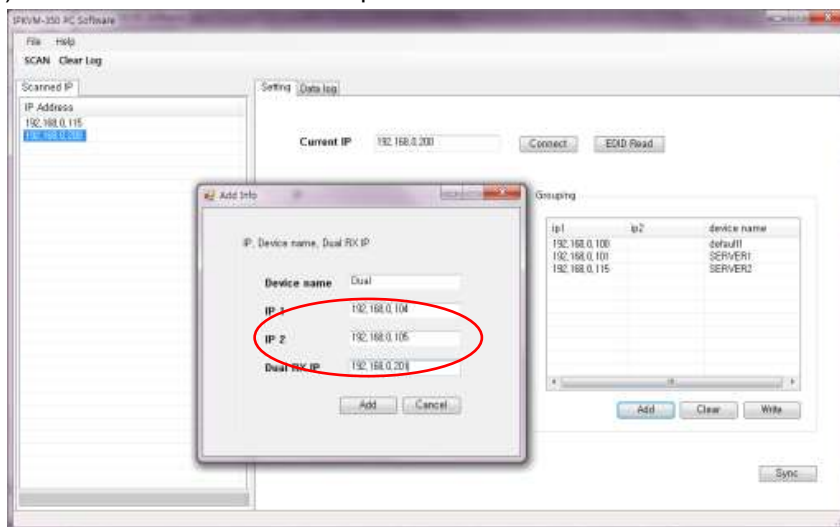 IPKVM-350 PC Software
File Help
SCAN Clear Log
Scanned IP
IP Address
192.168.0.115
192.168.0.200
Setting Data log
Current IP 192.168.0.200 Connect EDID Read
Add Info
IP, Device name, Dual RX IP
Device name Dual
IP 1 192.168.0.104
IP 2 192.168.0.105
Dual RX IP 192.168.0.201
Add Cancel
Grouping
ip1 ip2 device name
192.168.0.100 default1
192.168.0.101 SERVER1
192.168.0.115 SERVER2
Add Clear Write
Sync